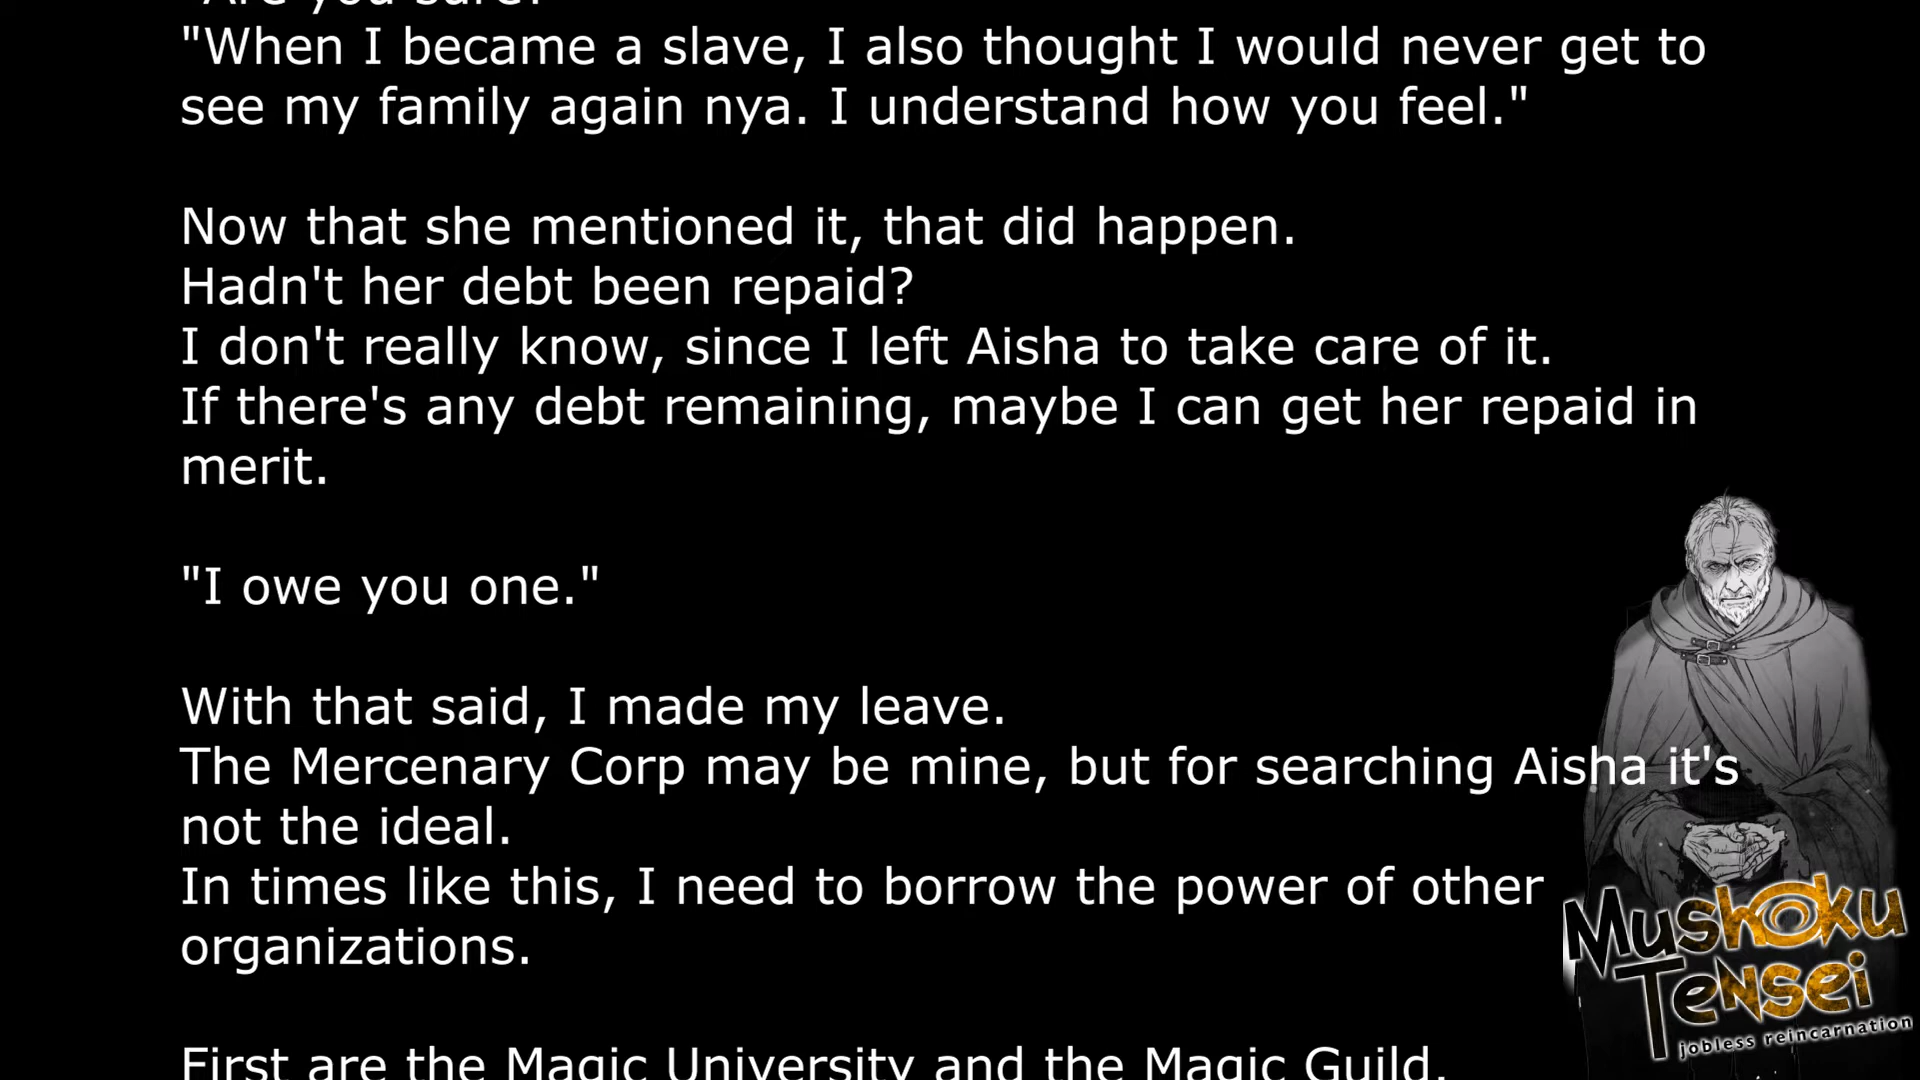 "Are you sure?
"When I became a slave, I also thought I would never get to
see my family again nya. I understand how you feel."
Now that she mentioned it, that did happen.
Hadn't her debt been repaid?
I don't really know, since I left Aisha to take care of it.
If there's any debt remaining, maybe I can get her repaid in
merit.
"I owe you one."
With that said, I made my leave.
The Mercenary Corp may be mine, but for searching Aisha it's
not the ideal.
In times like this, I need to borrow the power of other
organizations.
First are the Magic University and the Magic Guild.
Mushoku
Tensei
jobless reincarnation